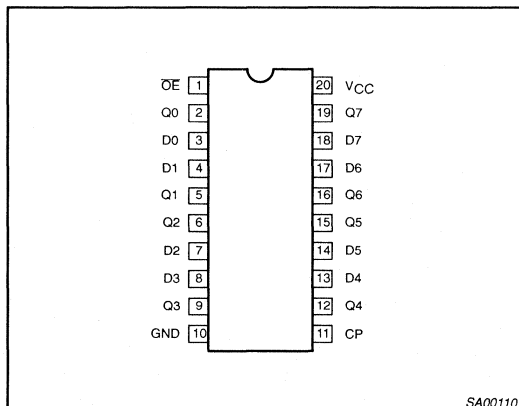 O̅E̅ 1 20 VCC
Q0 2 19 Q7
D0 3 18 D7
D1 4 17 D6
Q1 5 16 Q6
Q2 6 15 Q5
D2 7 14 D5
D3 8 13 D4
Q3 9 12 Q4
GND 10 11 CP
SA00110